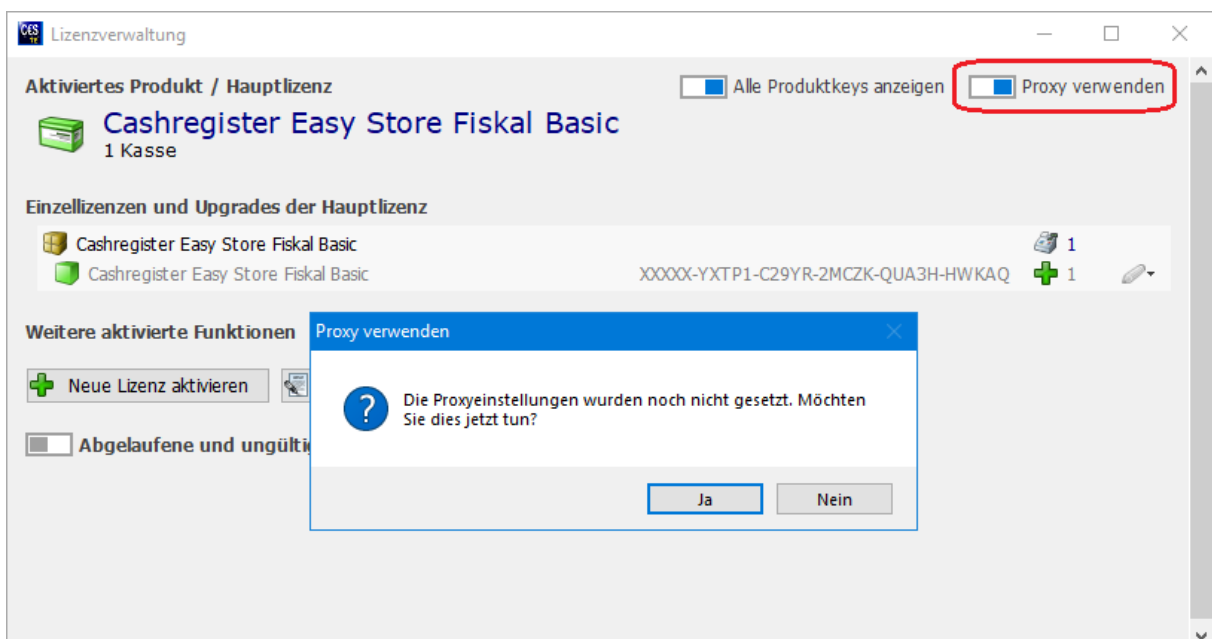 CES
Lizenzverwaltung
Aktiviertes Produkt / Hauptlizenz
Alle Produktkeys anzeigen
Proxy verwenden
Cashregister Easy Store Fiskal Basic
1 Kasse
Einzellizenzen und Upgrades der Hauptlizenz
Cashregister Easy Store Fiskal Basic 1
Cashregister Easy Store Fiskal Basic XXXXX-YXTP1-C29YR-2MCZK-QUA3H-HWKAQ 1
Weitere aktivierte Funktionen
Proxy verwenden
Neue Lizenz aktivieren
Die Proxyeinstellungen wurden noch nicht gesetzt. Möchten
Sie dies jetzt tun?
Abgelaufene und
Ja
Nein